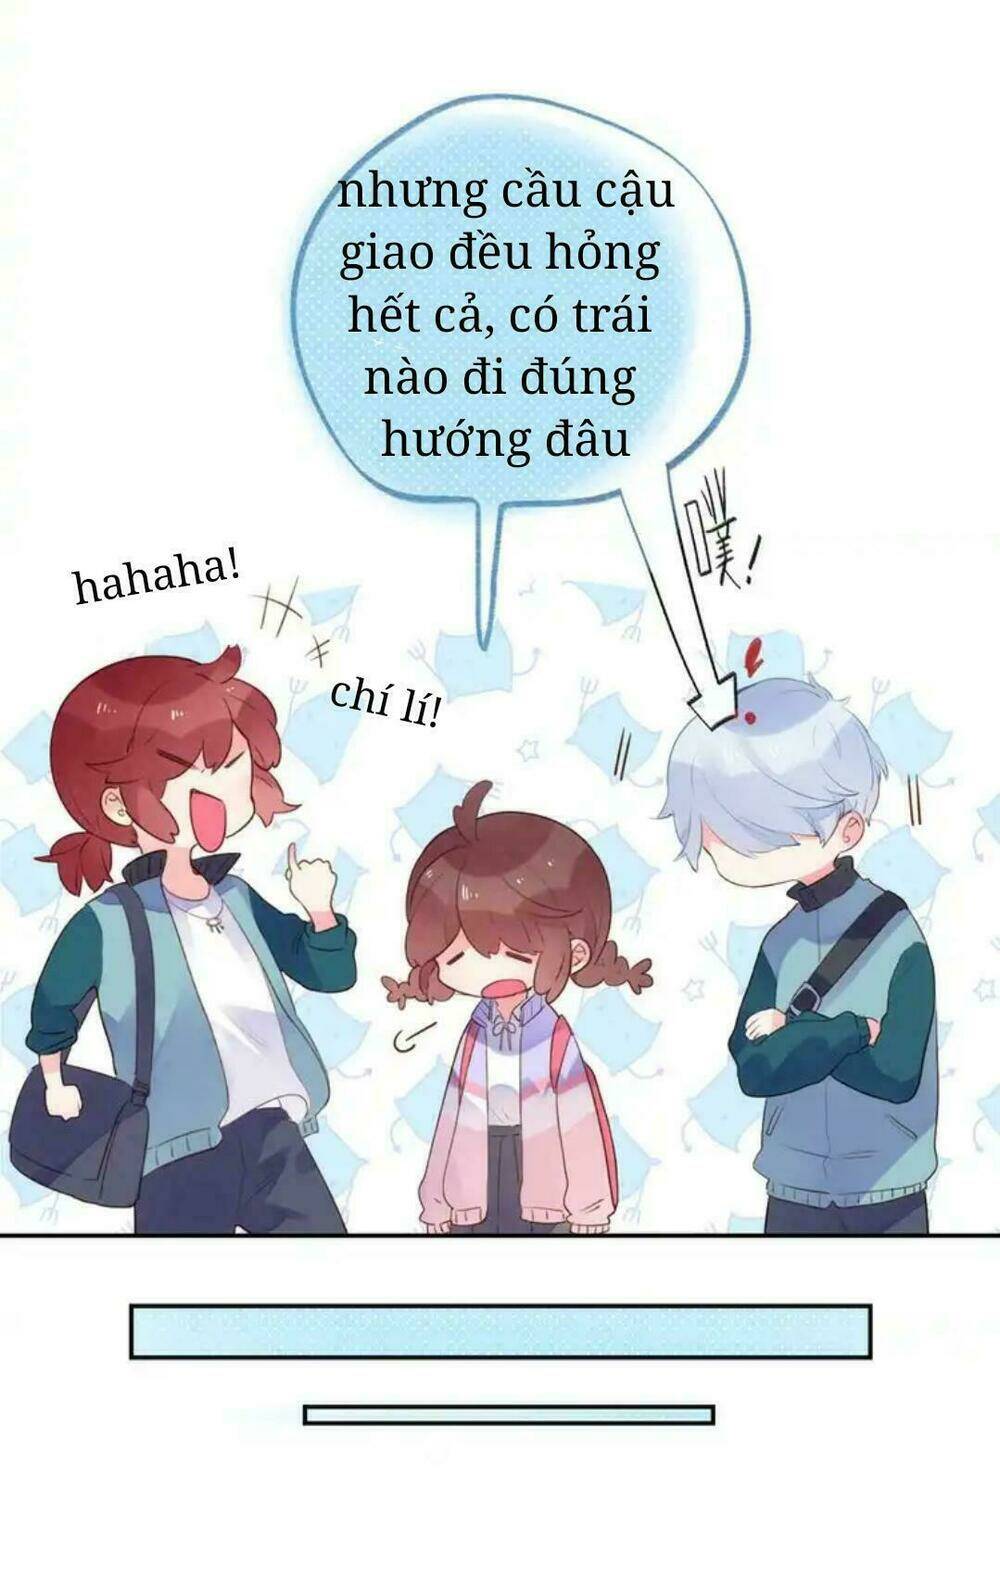 nhưng cầu cậu
giao đều hỏng
hết cả, có trái
nào đi đúng
hướng đâu
噗!
hahaha!
chí lí!